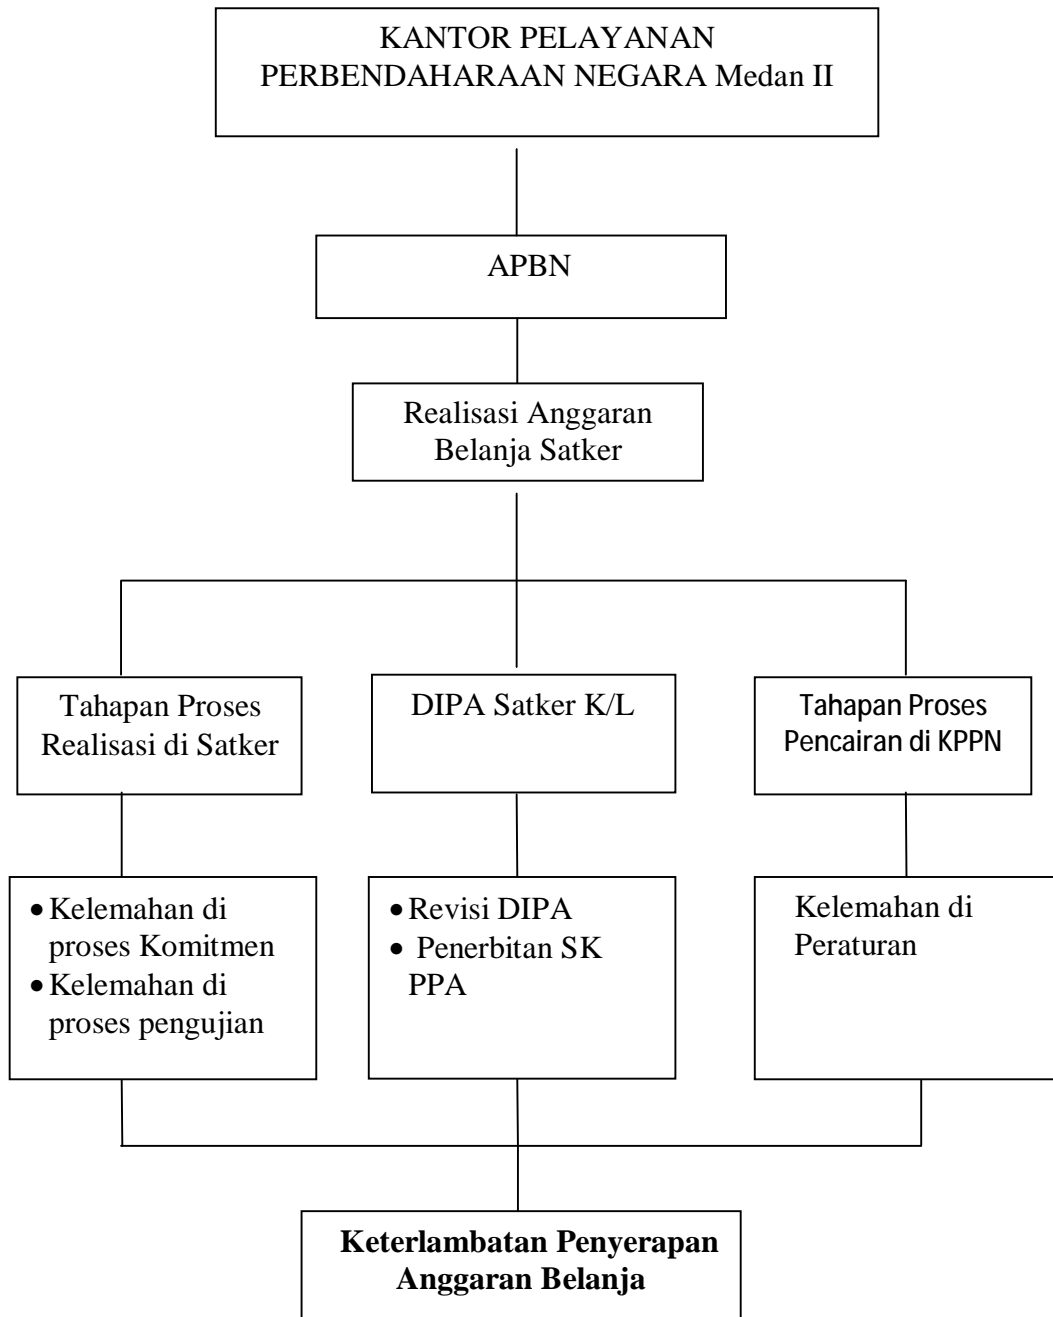 KANTOR PELAYANAN
PERBENDAHARAAN NEGARA Medan II
APBN
Realisasi Anggaran
Belanja Satker
Tahapan Proses
Realisasi di Satker
DIPA Satker K/L
Tahapan Proses
Pencairan di KPPN
• Kelemahan di
proses Komitmen
• Kelemahan di
proses pengujian
• Revisi DIPA
• Penerbitan SK
PPA
Kelemahan di
Peraturan
Keterlambatan Penyerapan
Anggaran Belanja